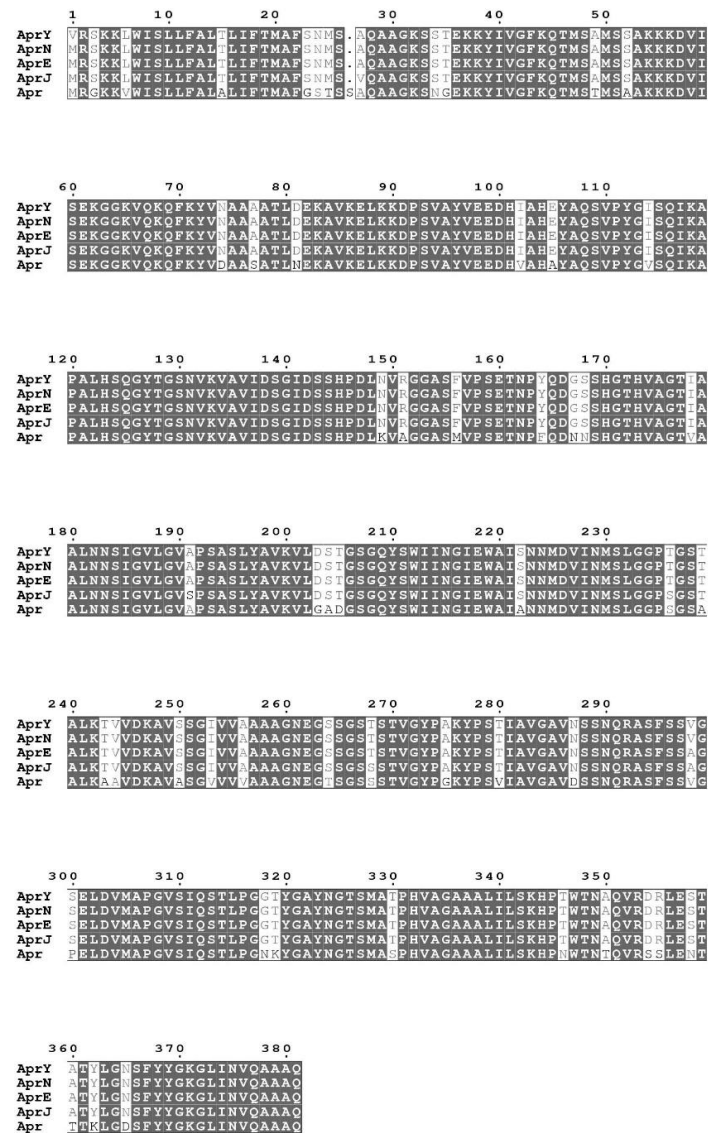 1 10 20 30 40 50
AprY VRSKKLWISLLFALTLIFTMAFSNMS.AQAAGKSSTEKKYIVGFKQTMSAMSSAKKKDVI
AprN MRSKKLWISLLFALTLIFTMAFSNMS.AQAAGKSSTEKKYIVGFKQTMSAMSSAKKKDVI
AprE MRSKKLWISLLFALTLIFTMAFSNMS.AQAAGKSSTEKKYIVGFKQTMSAMSSAKKKDVI
AprJ MRSKKLWISLLFALTLIFTMAFSNMS.VQAAGKSSTEKKYIVGFKQTMSAMSSAKKKDVI
Apr MRGKKVWISLLFALALIFTMAFGSTSSAQAAGKSNGEKKYIVGFKQTMSTMSAAKKKDVI
60 70 80 90 100 110
AprY SEKGGKVQKQFKYVNAAAATLDEKAVKELKKDPSVAYVEEDHIAHEYAQSVPYGISQIKA
AprN SEKGGKVQKQFKYVNAAAATLDEKAVKELKKDPSVAYVEEDHIAHEYAQSVPYGISQIKA
AprE SEKGGKVQKQFKYVNAAAATLDEKAVKELKKDPSVAYVEEDHIAHEYAQSVPYGISQIKA
AprJ SEKGGKVQKQFKYVNAAAATLDEKAVKELKKDPSVAYVEEDHIAHEYAQSVPYGISQIKA
Apr SEKGGKVQKQFKYVDAASATLNEKAVKELKKDPSVAYVEEDHVAHAYAQSVPYGVSQIKA
120 130 140 150 160 170
AprY PALHSQGYTGSNVKVAVIDSGIDSSHPDLNVRGGASFVPSETNPYQDGSSHGTHVAGTIA
AprN PALHSQGYTGSNVKVAVIDSGIDSSHPDLNVRGGASFVPSETNPYQDGSSHGTHVAGTIA
AprE PALHSQGYTGSNVKVAVIDSGIDSSHPDLNVRGGASFVPSETNPYQDGSSHGTHVAGTIA
AprJ PALHSQGYTGSNVKVAVIDSGIDSSHPDLNVRGGASFVPSETNPYQDGSSHGTHVAGTIA
Apr PALHSQGYTGSNVKVAVIDSGIDSSHPDLKVAGGASMVPSETNPFQDNNSHGTHVAGTVA
180 190 200 210 220 230
AprY ALNNSIGVLGVAPSASLYAVKVLDSTGSGQYSWIINGIEWAISNNMDVINMSLGGPTGST
AprN ALNNSIGVLGVAPSASLYAVKVLDSTGSGQYSWIINGIEWAISNNMDVINMSLGGPTGST
AprE ALNNSIGVLGVAPSASLYAVKVLDSTGSGQYSWIINGIEWAISNNMDVINMSLGGPTGST
AprJ ALNNSIGVLGVSPSASLYAVKVLDSTGSGQYSWIINGIEWAISNNMDVINMSLGGPTGST
Apr ALNNSIGVLGVAPSASLYAVKVLGADGSGQYSWIINGIEWAIANNMDVINMSLGGPSGSA
240 250 260 270 280 290
AprY ALKTVVDKAVSSGIVVAAAAGNEGSSGSTSTVGYPAKYPSTIAVGAVNSSNQRASFSSVG
AprN ALKTVVDKAVSSGIVVAAAAGNEGSSGSTSTVGYPAKYPSTIAVGAVNSSNQRASFSSVG
AprE ALKTVVDKAVSSGIVVAAAAGNEGSSGSTSTVGYPAKYPSTIAVGAVNSSNQRASFSSAG
AprJ ALKTVVDKAVSSGIVVAAAAGNEGSSGSSSTVGYPAKYPSTIAVGAVNSSNQRASFSSAG
Apr ALKAAVDKAVASGVVVVAAAGNEGTSGSSSTVGYPGKYPSVIAVGAVDSSNQRASFSSVG
300 310 320 330 340 350
AprY SELDVMAPGVSIQSTLPGGTYGAYNGTSMATPHVAGAAALILSKHPTWTNAQVRDRLEST
AprN SELDVMAPGVSIQSTLPGGTYGAYNGTSMATPHVAGAAALILSKHPTWTNAQVRDRLEST
AprE SELDVMAPGVSIQSTLPGGTYGAYNGTSMATPHVAGAAALILSKHPTWTNAQVRDRLEST
AprJ SELDVMAPGVSIQSTLPGGTYGAYNGTSMATPHVAGAAALILSKHPTWTNAQVRDRLEST
Apr PELDVMAPGVSIQSTLPGNKYGAYNGTSMASPHVAGAAALILSKHPNWTNTQVRSSLENT
360 370 380
AprY ATYLGNSFYYGKGLINVQAAAQ
AprN ATYLGNSFYYGKGLINVQAAAQ
AprE ATYLGNSFYYGKGLINVQAAAQ
AprJ ATYLGNSFYYGKGLINVQAAAQ
Apr TTKLGDSFYYGKGLINVQAAAQ